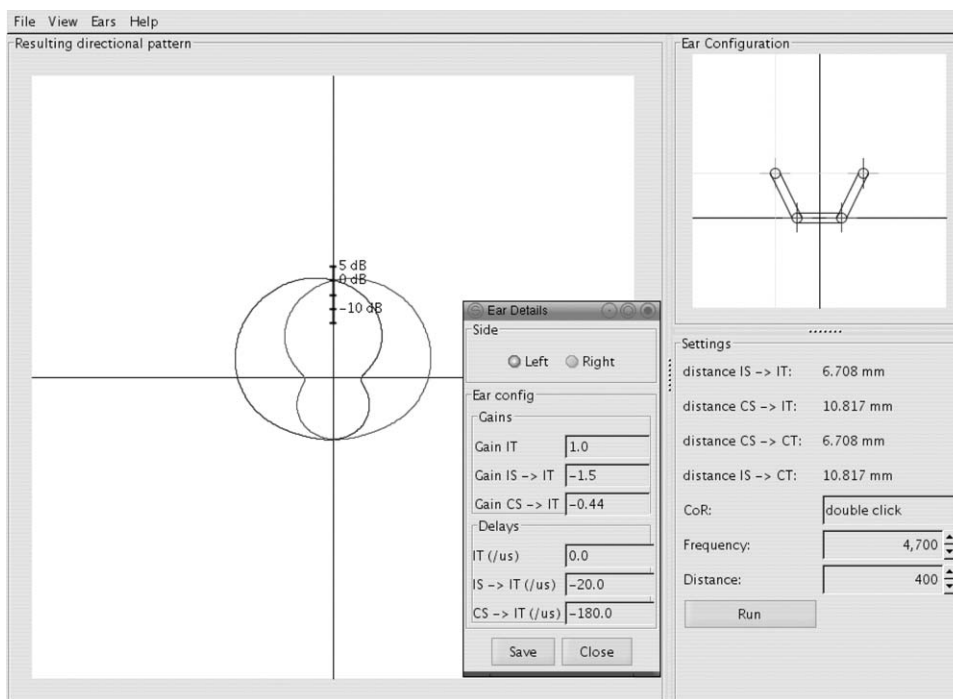 File View Ears Help
Resulting directional pattern
5 dB
0 dB
-10 dB
Ear Details
Side
Left Right
Ear config
Gains
Gain IT 1.0
Gain IS -> IT -1.5
Gain CS -> IT -0.44
Delays
IT (/us) 0.0
IS -> IT (/us) -20.0
CS -> IT (/us) -180.0
Save Close
Ear Configuration
Settings
distance IS -> IT: 6.708 mm
distance CS -> IT: 10.817 mm
distance CS -> CT: 6.708 mm
distance IS -> CT: 10.817 mm
CoR: double click
Frequency: 4,700
Distance: 400
Run